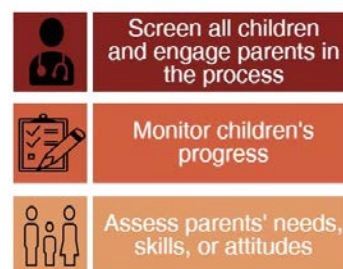 Screen all children
and engage parents in
the process
Monitor children's
progress
Assess parents' needs,
skills, or attitudes